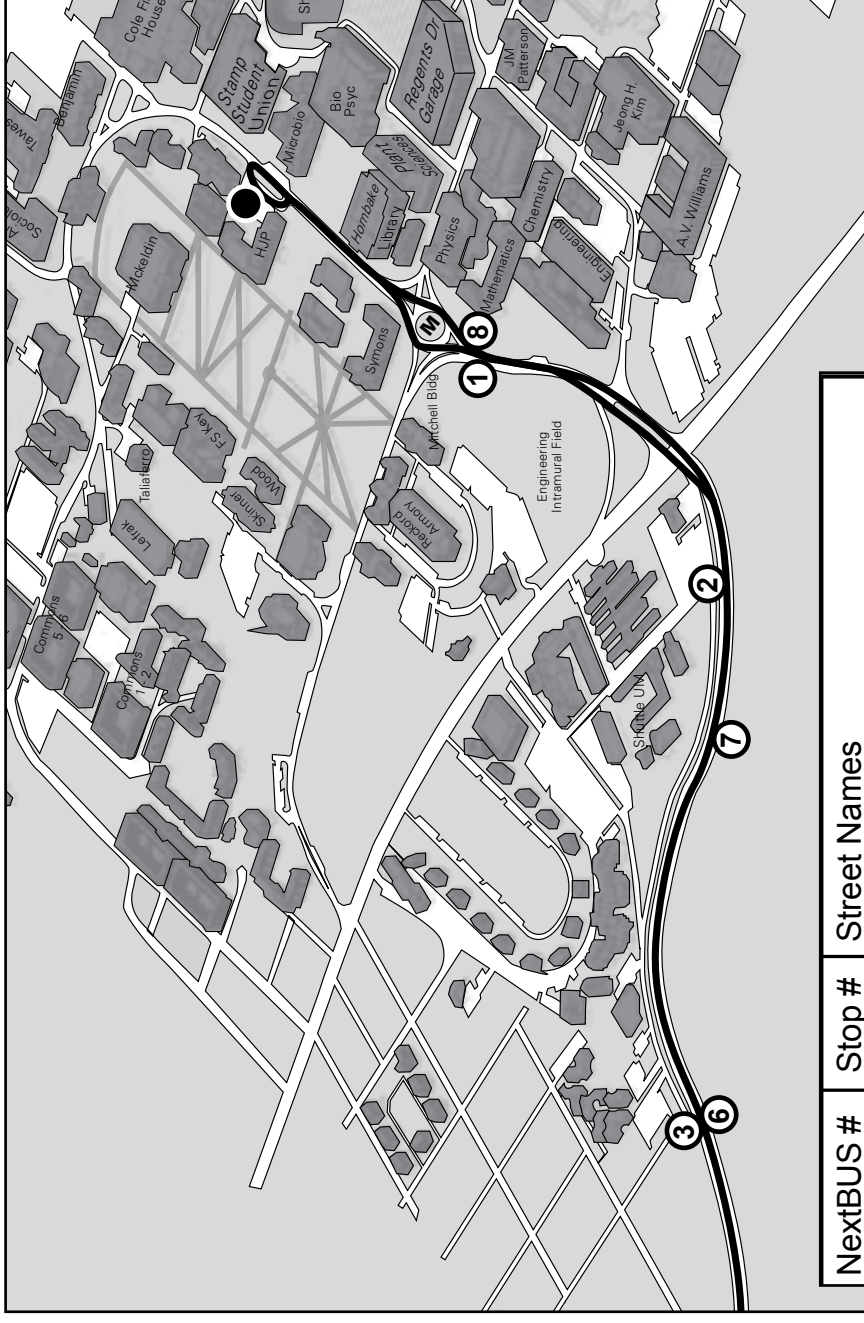 Cole Fi
House
Tawes
Benjamin
Stamp
Student
Union
Sh
Microbio
Bio
Psyc
Regents Dr
Garage
JM
Patterson
Jeong H.
Kim
A.V. Williams
Plant
Sciences
Hornbake
Library
Physics
Chemistry
Mathematics
Engineering
HJP
Mckeldin
Symons
M
8
1
Mitchell Bldg
Engineering
Intramural Field
Reckord
Armory
FS Key
Wood
Skinner
Taliaferro
Lefrak
Commons
5 6
Commons
1 - 2
Shuttle UM
2
7
3
6
NextBUS #
Stop #
Street Names